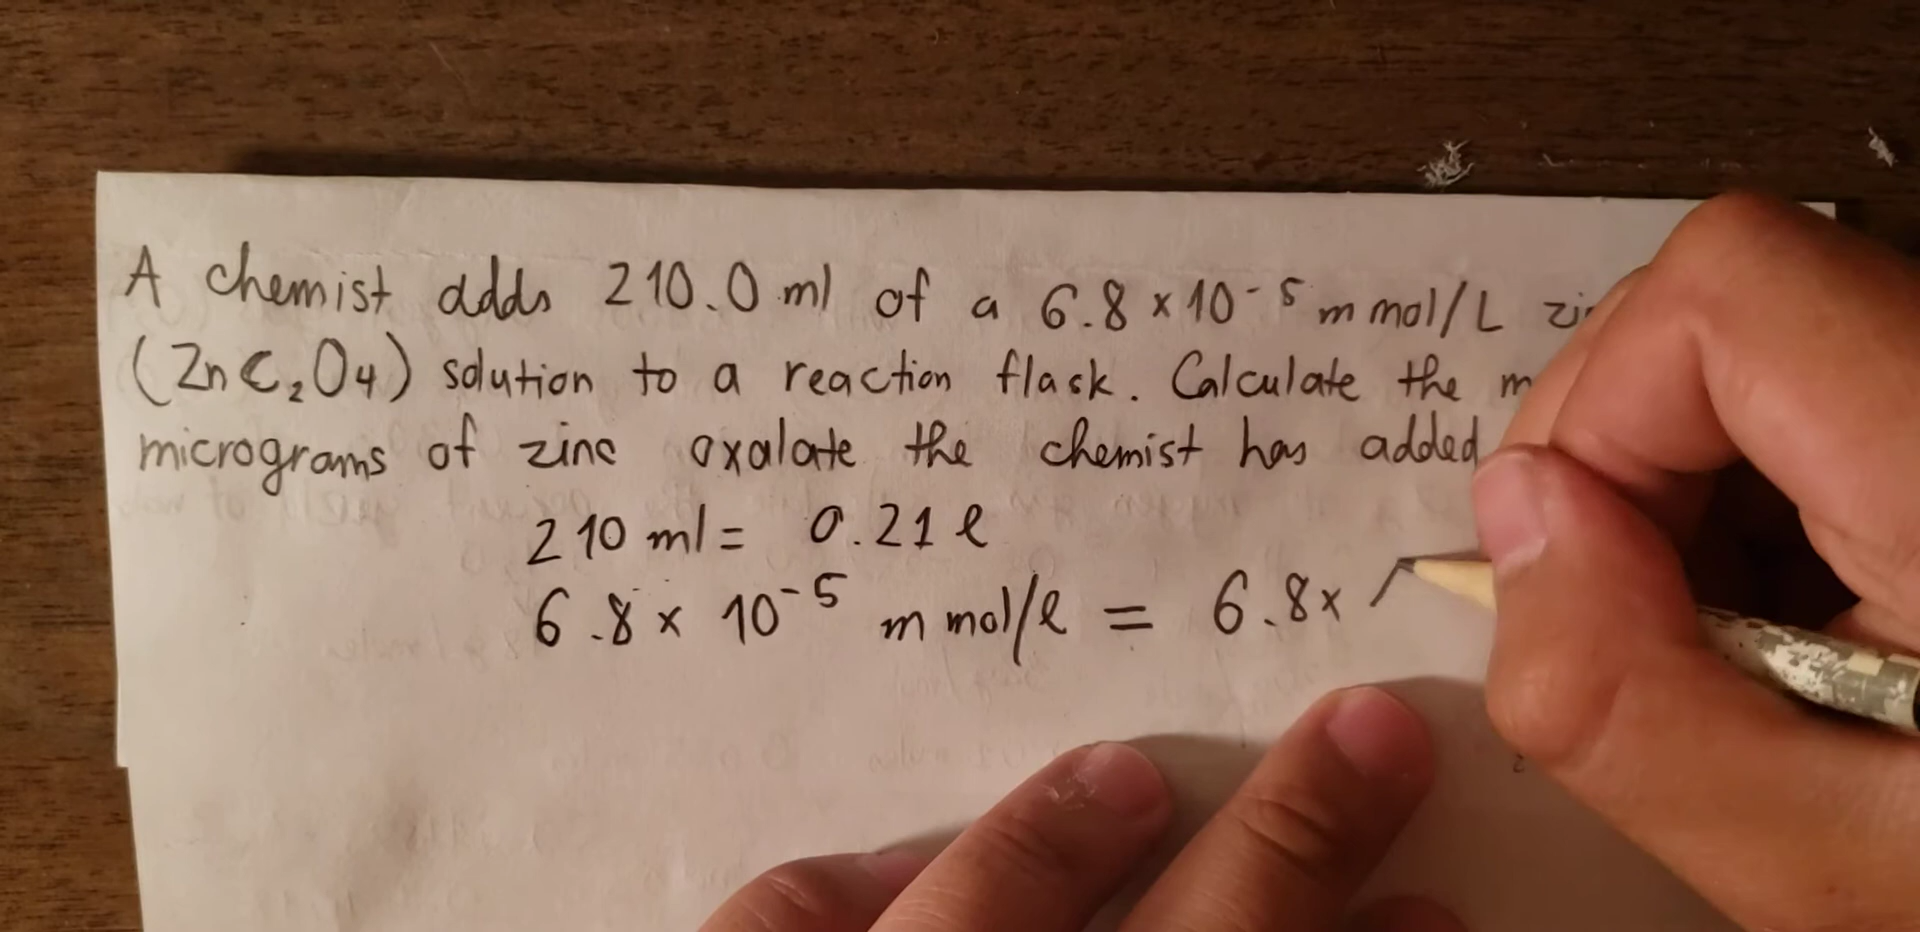 A chemist adds 210.0 ml of a 6.8 × 10⁻⁵ m mol/L
(ZnC₂O₄) solution to a reaction flask. Calculate the
micrograms of zinc oxalate the chemist has added
210 ml = 0.21 l
6.8 × 10⁻⁵ m mol/l = 6.8 ×